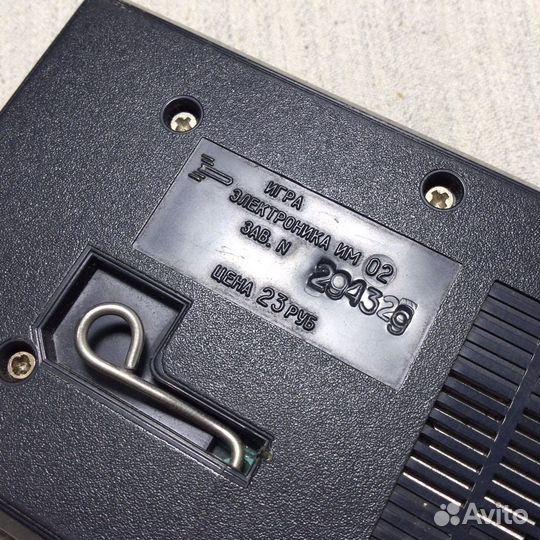 ИГРА
ЭЛЕКТРОНИКА ИМ 02
ЗАВ. N 294329
ЦЕНА 23 РУБ
Avito